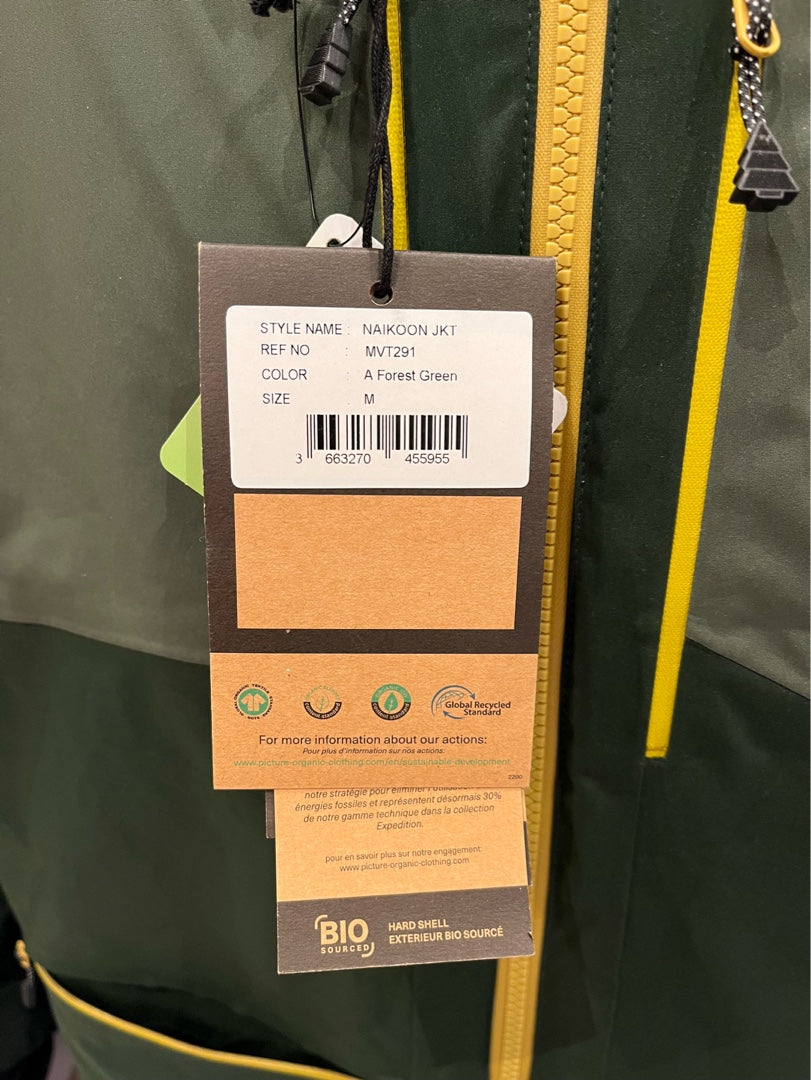 STYLE NAME : NAIKOON JKT
REF NO : MVT291
COLOR : A Forest Green
SIZE : M
3 663270 455955
Global Recycled
Standard
For more information about our actions:
Pour plus d'information sur nos actions:
www.picture-organic-clothing.com/en/sustainable-development
2200
notre stratégie pour éliminer
énergies fossiles et représentent désormais 30%
de notre gamme technique dans la collection
Expedition.
pour en savoir plus sur notre engagement:
www.picture-organic-clothing.com
BIO
SOURCED
HARD SHELL
EXTERIEUR BIO SOURCÉ